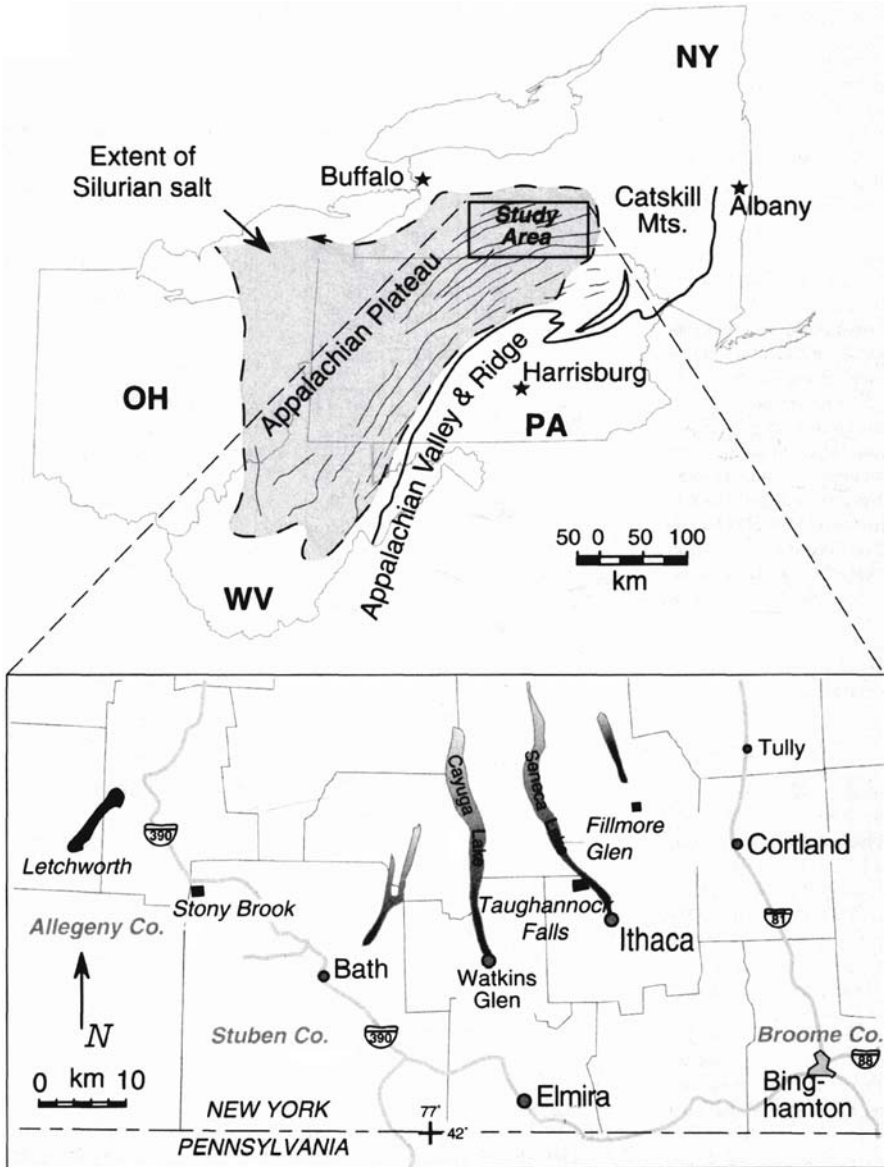 NY
Extent of
Silurian salt
Buffalo
Study
Area
Catskill
Mts.
Albany
Appalachian Plateau
OH
Harrisburg
PA
Appalachian Valley & Ridge
50 0 50 100
km
WV
Tully
Cayuga
Lake
Seneca
Lake
390
Letchworth
Fillmore
Glen
Cortland
Stony Brook
Taughannock
Falls
81
Allegeny Co.
Ithaca
Bath
Watkins
Glen
N
Stuben Co.
390
Broome Co.
88
Bing-
hamton
0 km 10
Elmira
NEW YORK
77°
42°
PENNSYLVANIA